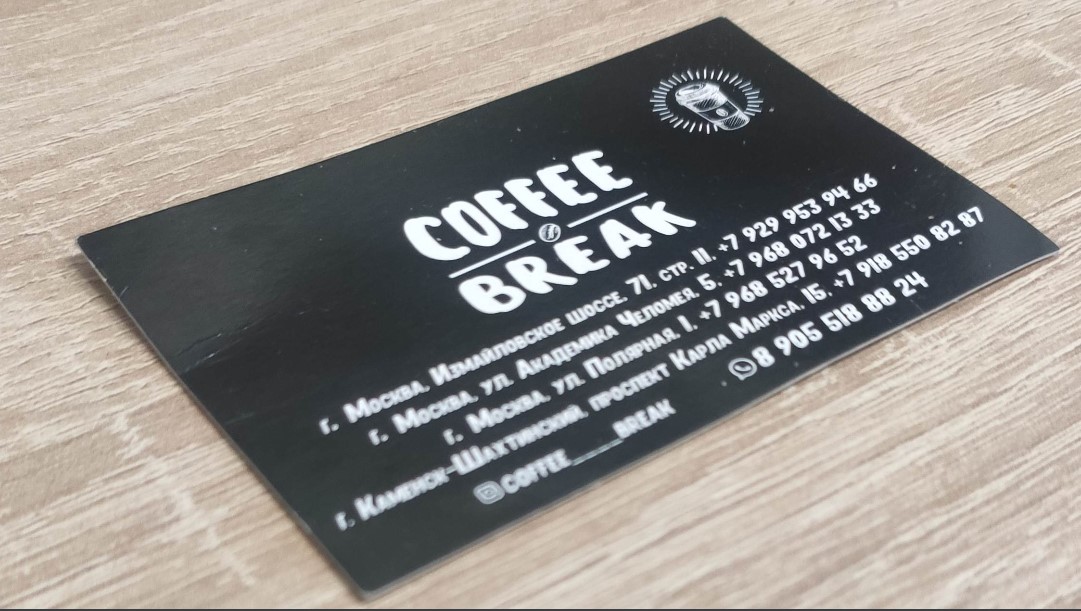 COFFEE
BREAK
г. Москва, Измайловское шоссе, 71, стр. 11, +7 929 953 94 66
г. Москва, ул. Академика Челомея, 5, +7 968 072 13 33
г. Москва, ул. Полярная, 1, +7 968 527 96 52
г. Каменск-Шахтинский, проспект Карла Маркса, 15, +7 918 550 82 87
8 905 518 88 24
COFFEE____BREAK